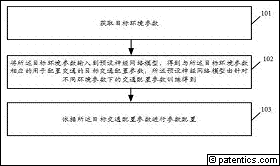 获取目标环境参数
101
将所述目标环境参数输入到预设神经网络模型，得到与所述目标环境参数
相应的用于配置交通的目标交通配置参数，所述预设神经网络模型由针对
不同环境参数下的交通配置参数训练得到
102
依据所述目标交通配置参数进行参数配置
103
© patentics.com